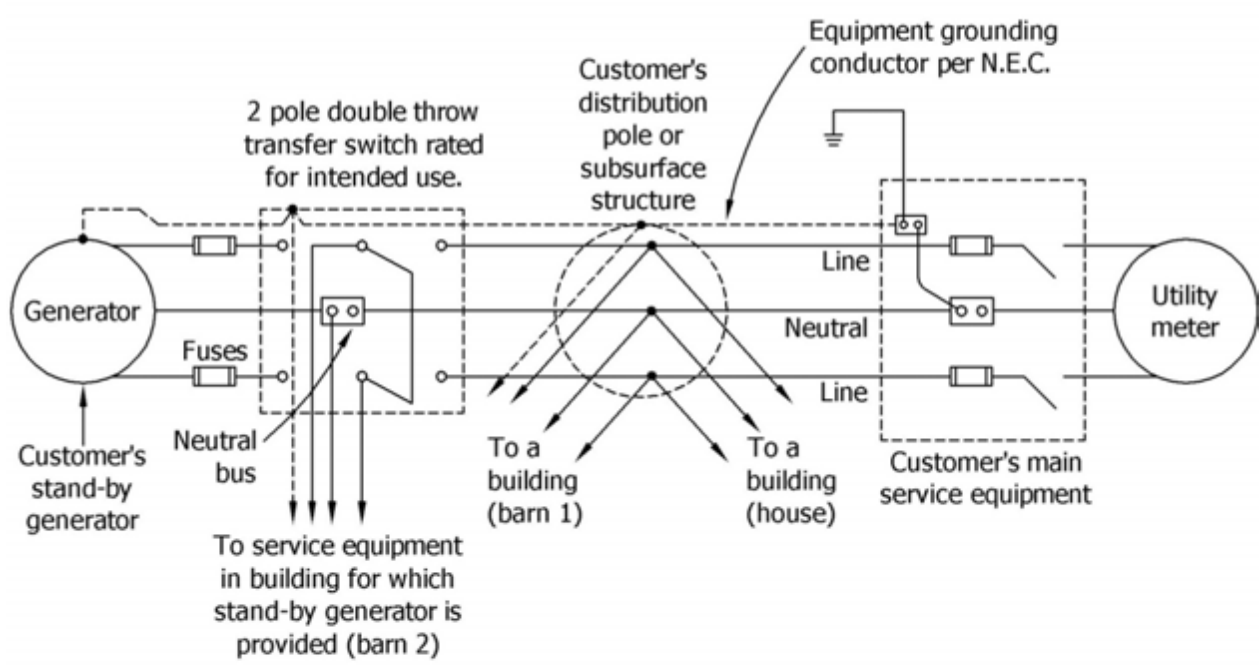 Equipment grounding
conductor per N.E.C.
Customer's
distribution
pole or
subsurface
structure
2 pole double throw
transfer switch rated
for intended use.
Generator
Fuses
Line
Neutral
Line
Utility
meter
Customer's
stand-by
generator
Neutral
bus
To a
building
(barn 1)
To a
building
(house)
Customer's main
service equipment
To service equipment
in building for which
stand-by generator is
provided (barn 2)